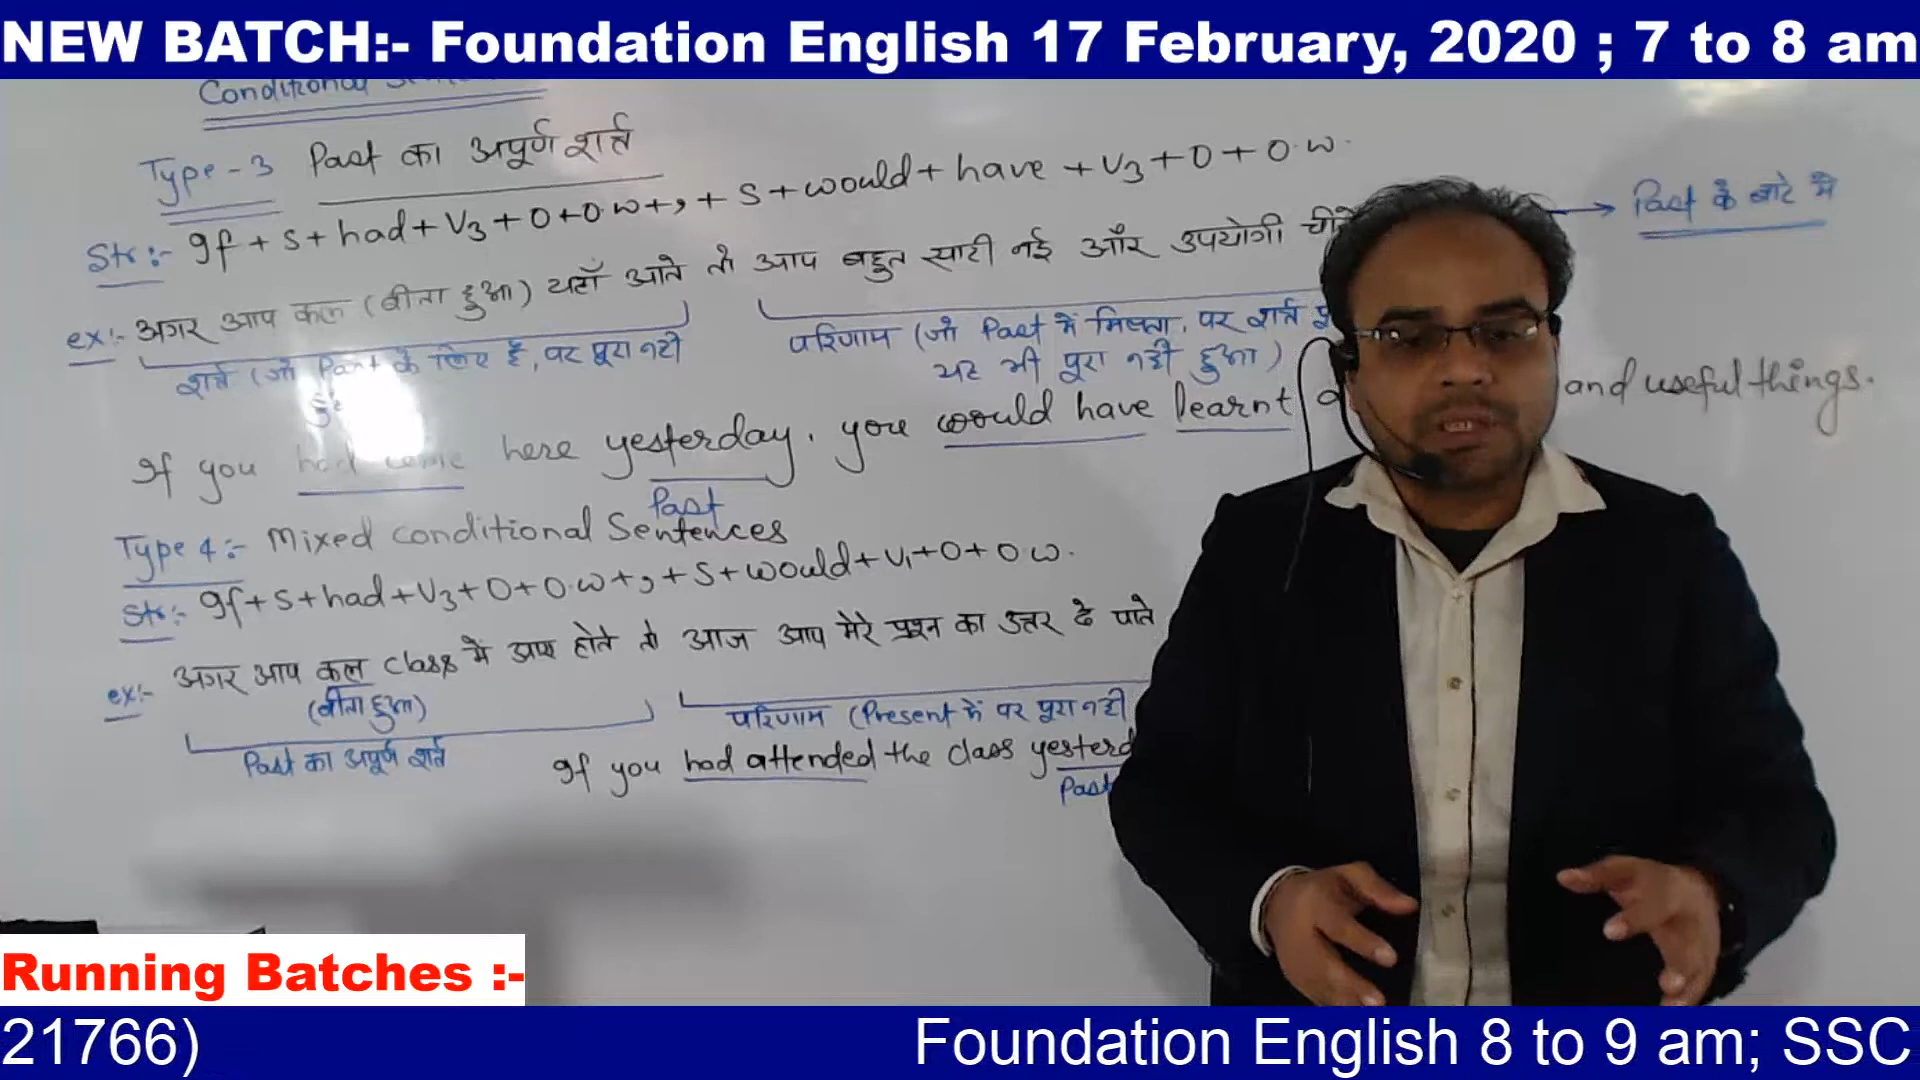 NEW BATCH:- Foundation English 17 February, 2020 ; 7 to 8 am
Conditional
Type-3 Past का अपूर्ण शर्त
Str:- If + S + had + V3 + O + O.W + , + S + would + have + V3 + O + O.W.
→ Past के बारे में
ex:- अगर आप कल (बीता हुआ) यहाँ आते तो आप बहुत सारी नई और उपयोगी चीजें
शर्त (जो Past के लिए है, पर पूरा नहीं
परिणाम (जो Past में मिलता, पर शर्त
यह भी पूरा नहीं हुआ)
If you had come here yesterday, you would have learnt and useful things.
Past
Type 4:- Mixed Conditional Sentences
Str:- If + S + had + V3 + O + O.W + , + S + would + V1 + O + O.W.
ex:- अगर आप कल class में आए होते तो आज आप मेरे प्रश्न का उत्तर दे पाते
(बीता हुआ)
परिणाम (Present में पर पूरा नहीं
Past का अपूर्ण शर्त
If you had attended the class yesterd
Past
Running Batches :-
21766) Foundation English 8 to 9 am; SSC